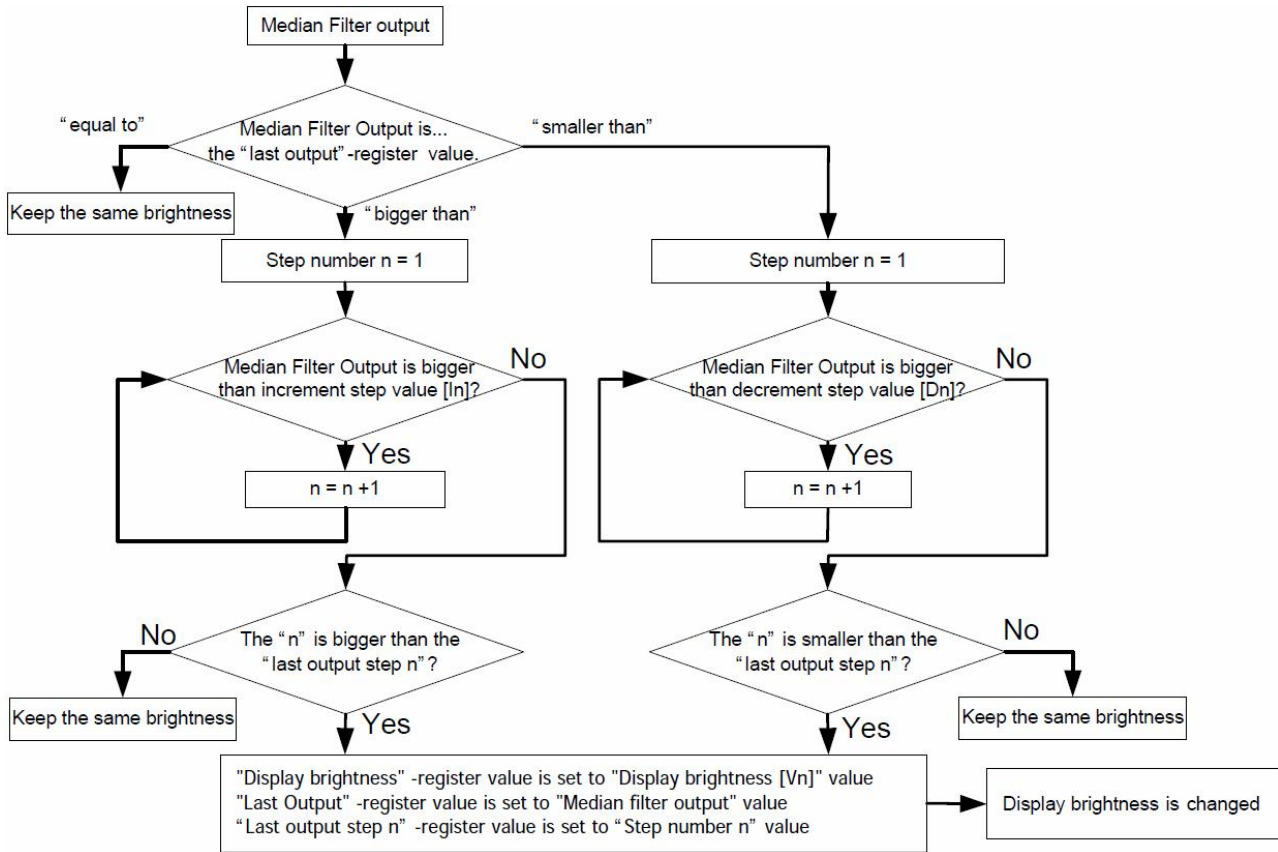 Median Filter output
"equal to"
Median Filter Output is...
the "last output" -register value.
"smaller than"
Keep the same brightness
"bigger than"
Step number n = 1
Step number n = 1
Median Filter Output is bigger
than increment step value [In]?
No
Median Filter Output is bigger
than decrement step value [Dn]?
No
Yes
n = n +1
Yes
n = n +1
No
The "n" is bigger than the
"last output step n"?
The "n" is smaller than the
"last output step n"?
No
Keep the same brightness
Yes
Yes
Keep the same brightness
"Display brightness" -register value is set to "Display brightness [Vn]" value
"Last Output" -register value is set to "Median filter output" value
"Last output step n" -register value is set to "Step number n" value
Display brightness is changed